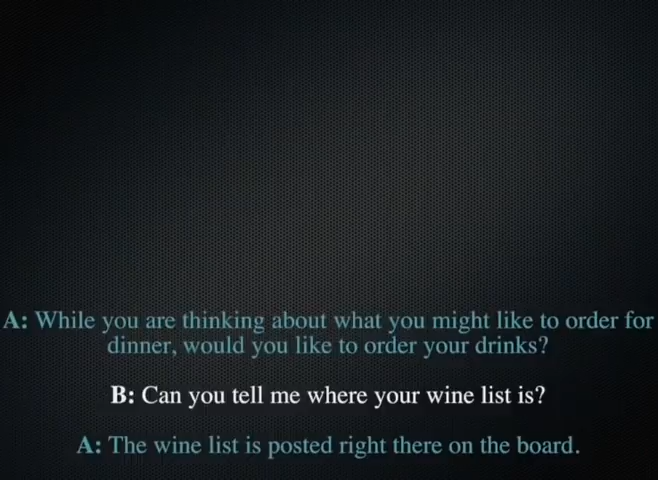 A: While you are thinking about what you might like to order for
dinner, would you like to order your drinks?
B: Can you tell me where your wine list is?
A: The wine list is posted right there on the board.